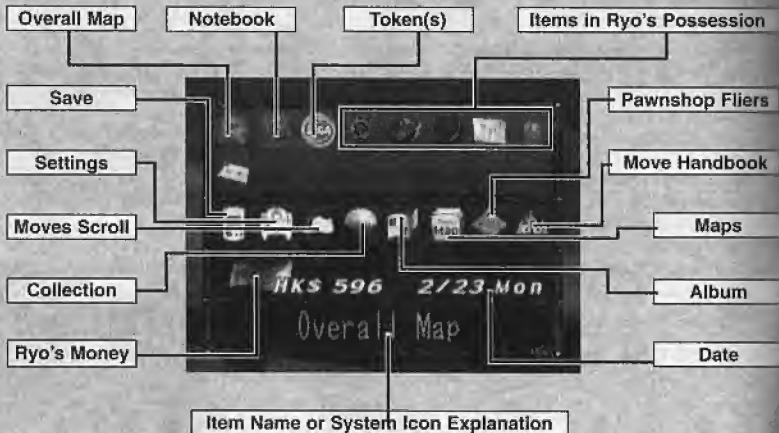 Overall Map
Notebook
Token(s)
Items in Ryo's Possession
Save
Pawnshop Fliers
Settings
Move Handbook
Moves Scroll
Maps
Collection
Album
Ryo's Money
Date
SEGA
Map
HK$ 596 2/23 Mon
Overall Map
Item Name or System Icon Explanation